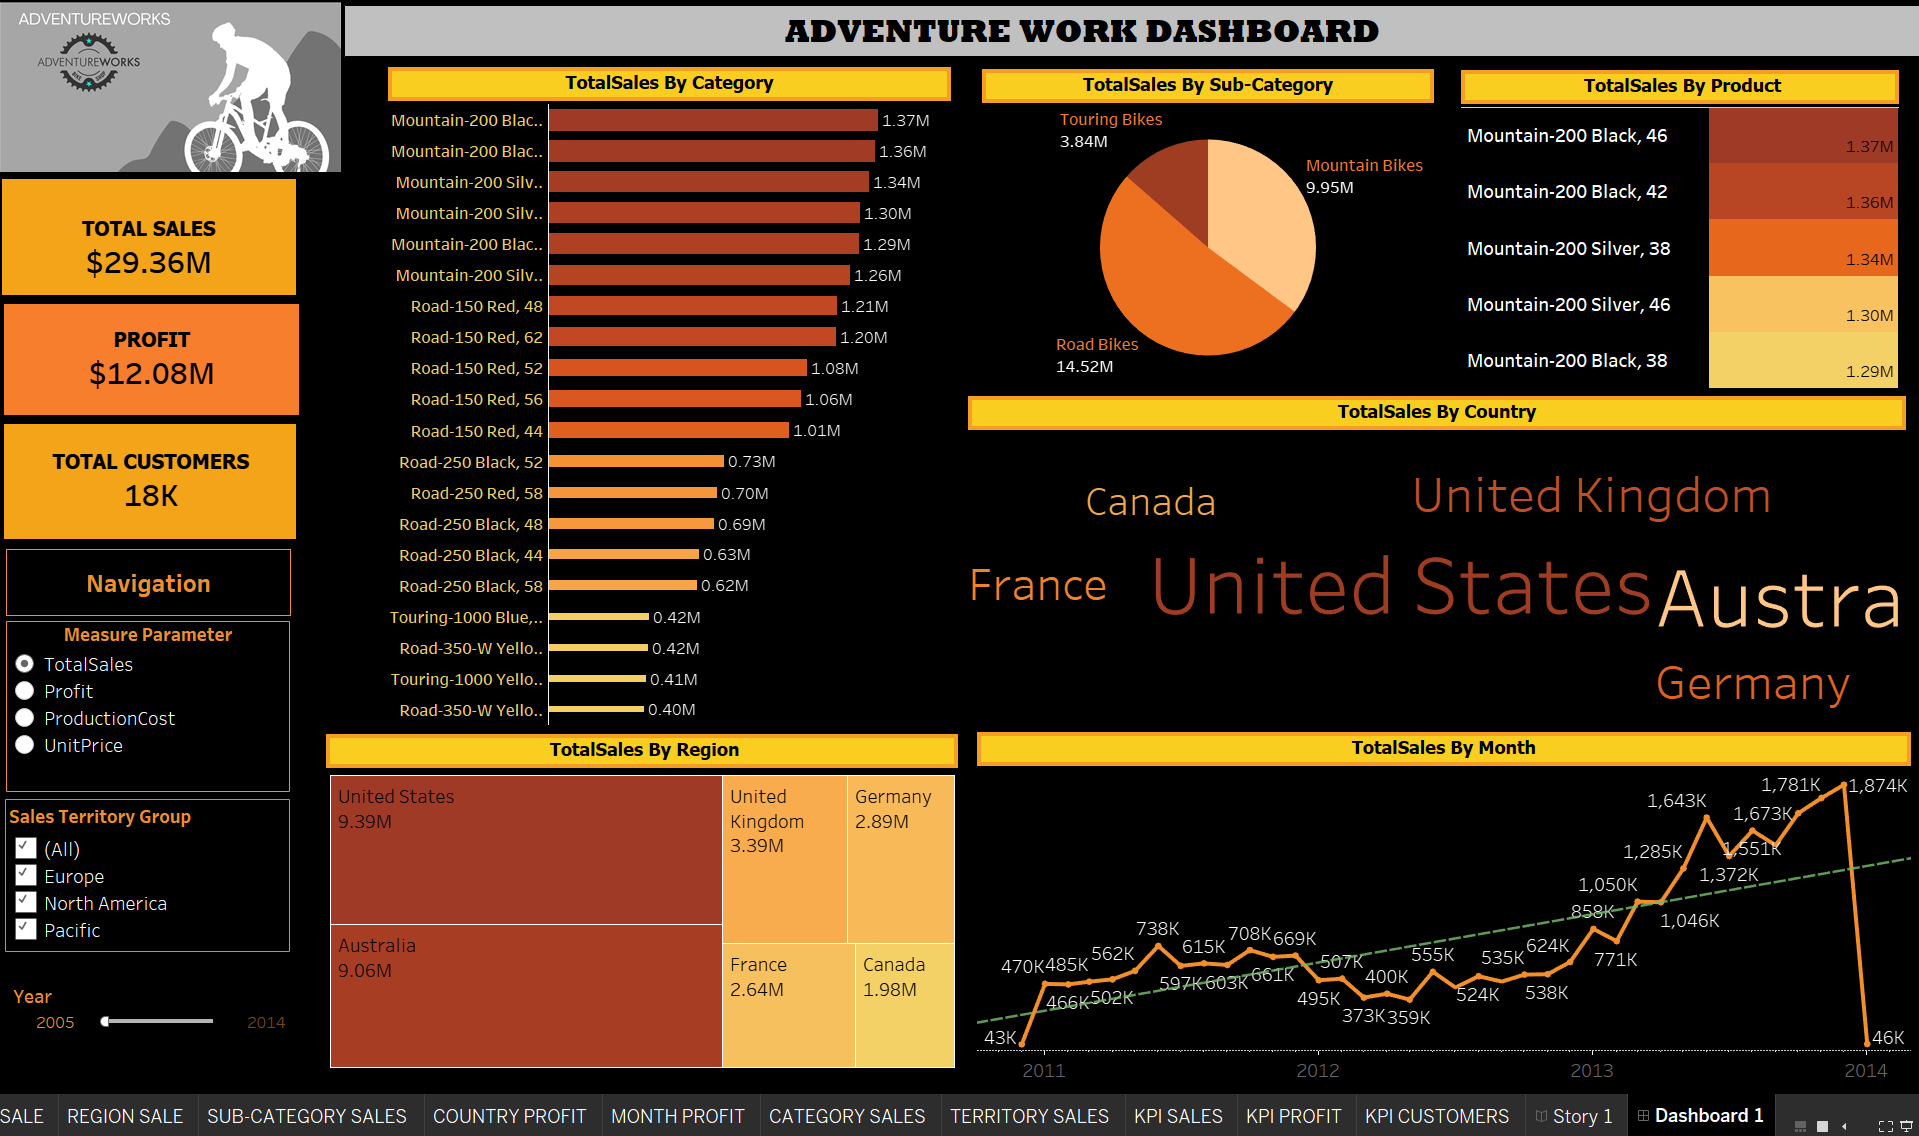 ADVENTUREWORKS
ADVENTUREWORKS
BIKE SHOP
ADVENTURE WORK DASHBOARD
TOTAL SALES
$29.36M
PROFIT
$12.08M
TOTAL CUSTOMERS
18K
Navigation
Measure Parameter
TotalSales
Profit
ProductionCost
UnitPrice
Sales Territory Group
(All)
Europe
North America
Pacific
Year
2005 2014
TotalSales By Category
Mountain-200 Blac.. 1.37M
Mountain-200 Blac.. 1.36M
Mountain-200 Silv.. 1.34M
Mountain-200 Silv.. 1.30M
Mountain-200 Blac.. 1.29M
Mountain-200 Silv.. 1.26M
Road-150 Red, 48 1.21M
Road-150 Red, 62 1.20M
Road-150 Red, 52 1.08M
Road-150 Red, 56 1.06M
Road-150 Red, 44 1.01M
Road-250 Black, 52 0.73M
Road-250 Red, 58 0.70M
Road-250 Black, 48 0.69M
Road-250 Black, 44 0.63M
Road-250 Black, 58 0.62M
Touring-1000 Blue,.. 0.42M
Road-350-W Yello.. 0.42M
Touring-1000 Yello.. 0.41M
Road-350-W Yello.. 0.40M
TotalSales By Sub-Category
Touring Bikes
3.84M
Mountain Bikes
9.95M
Road Bikes
14.52M
TotalSales By Product
Mountain-200 Black, 46 1.37M
Mountain-200 Black, 42 1.36M
Mountain-200 Silver, 38 1.34M
Mountain-200 Silver, 46 1.30M
Mountain-200 Black, 38 1.29M
TotalSales By Country
Canada
United Kingdom
France
United States
Austra
Germany
TotalSales By Region
United States
9.39M
Australia
9.06M
United
Kingdom
3.39M
Germany
2.89M
France
2.64M
Canada
1.98M
TotalSales By Month
43K
470K
466K
485K
502K
562K
738K
597K
615K
603K
708K
661K
669K
495K
507K
373K
400K
359K
555K
524K
535K
538K
624K
858K
771K
1,050K
1,046K
1,285K
1,643K
1,372K
1,551K
1,673K
1,781K
1,874K
46K
2011 2012 2013 2014
SALE REGION SALE SUB-CATEGORY SALES COUNTRY PROFIT MONTH PROFIT CATEGORY SALES TERRITORY SALES KPI SALES KPI PROFIT KPI CUSTOMERS Story 1 Dashboard 1